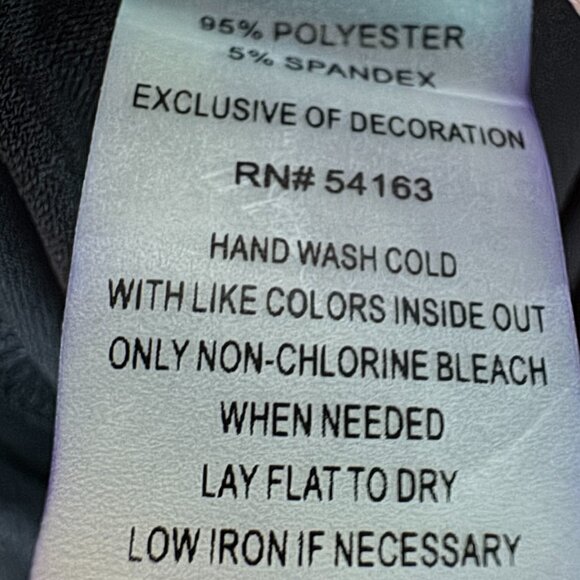 95% POLYESTER
5% SPANDEX
EXCLUSIVE OF DECORATION
RN# 54163
HAND WASH COLD
WITH LIKE COLORS INSIDE OUT
ONLY NON-CHLORINE BLEACH
WHEN NEEDED
LAY FLAT TO DRY
LOW IRON IF NECESSARY